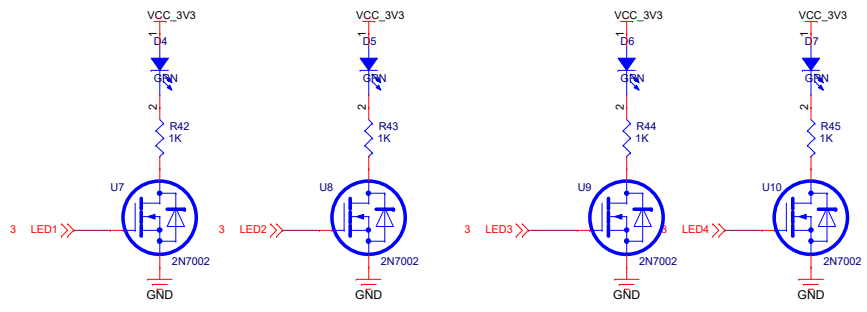 VCC_3V3 VCC_3V3 VCC_3V3 VCC_3V3
1 1 1 1
D4 D5 D6 D7
GRN GRN GRN GRN
2 2 2 2
R42 R43 R44 R45
1K 1K 1K 1K
U7 U8 U9 U10
3 LED1 3 LED2 3 LED3 3 LED4
2N7002 2N7002 2N7002 2N7002
GND GND GND GND